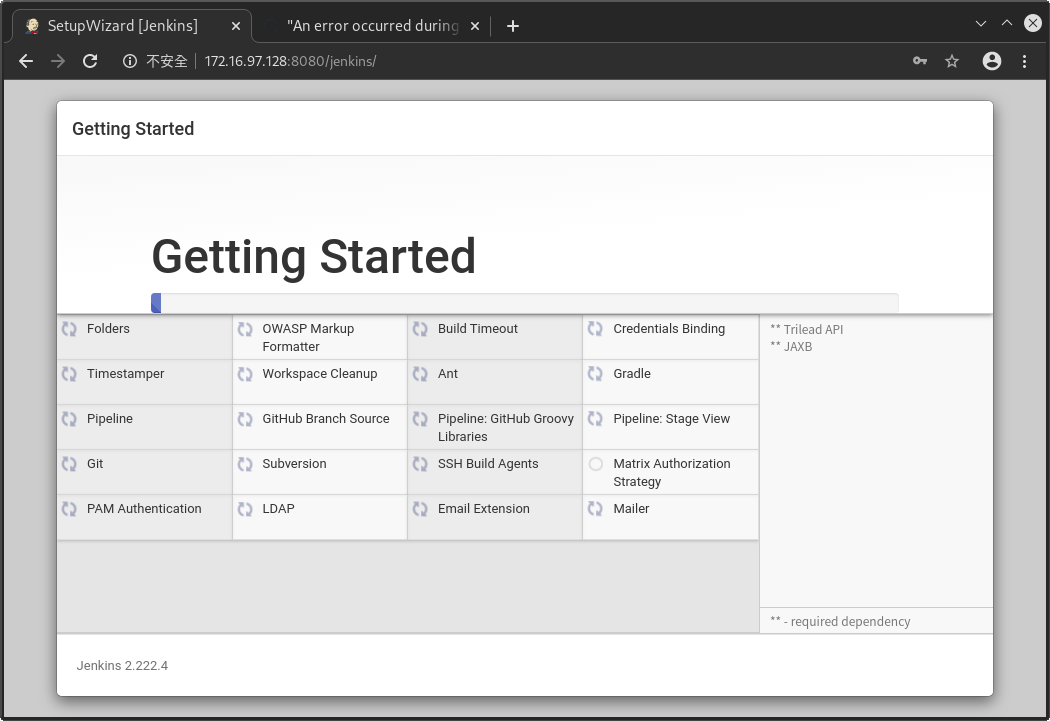 SetupWizard [Jenkins]
"An error occurred during
不安全
172.16.97.128:8080/jenkins/
Getting Started
Getting Started
Folders
OWASP Markup
Formatter
Build Timeout
Credentials Binding
** Trilead API
** JAXB
Timestamper
Workspace Cleanup
Ant
Gradle
Pipeline
GitHub Branch Source
Pipeline: GitHub Groovy
Libraries
Pipeline: Stage View
Git
Subversion
SSH Build Agents
Matrix Authorization
Strategy
PAM Authentication
LDAP
Email Extension
Mailer
** - required dependency
Jenkins 2.222.4